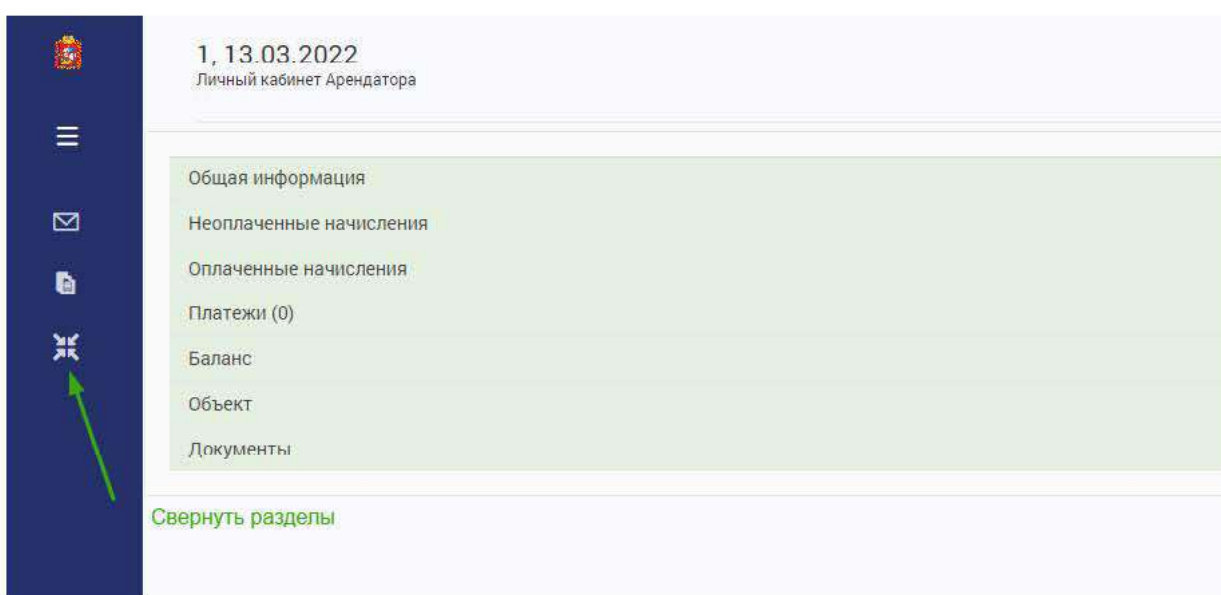 1, 13.03.2022
Личный кабинет Арендатора
Общая информация
Неоплаченные начисления
Оплаченные начисления
Платежи (0)
Баланс
Объект
Документы
Свернуть разделы